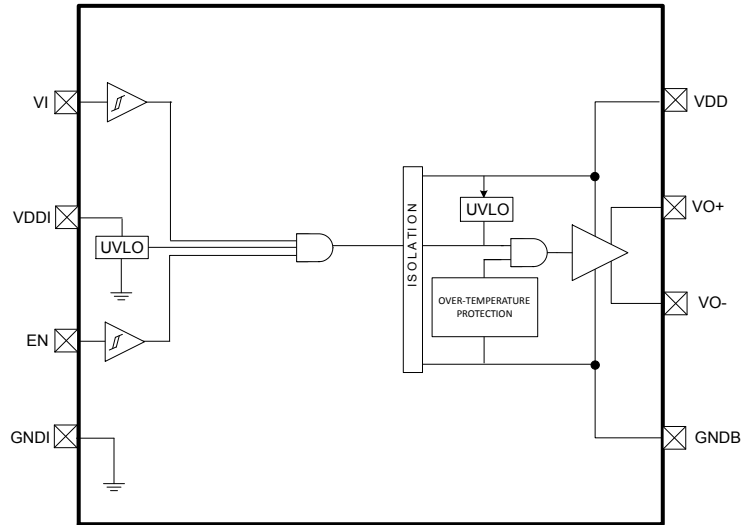 VI
VDDI
UVLO
EN
GNDI
ISOLATION
UVLO
OVER-TEMPERATURE
PROTECTION
VDD
VO+
VO-
GNDB